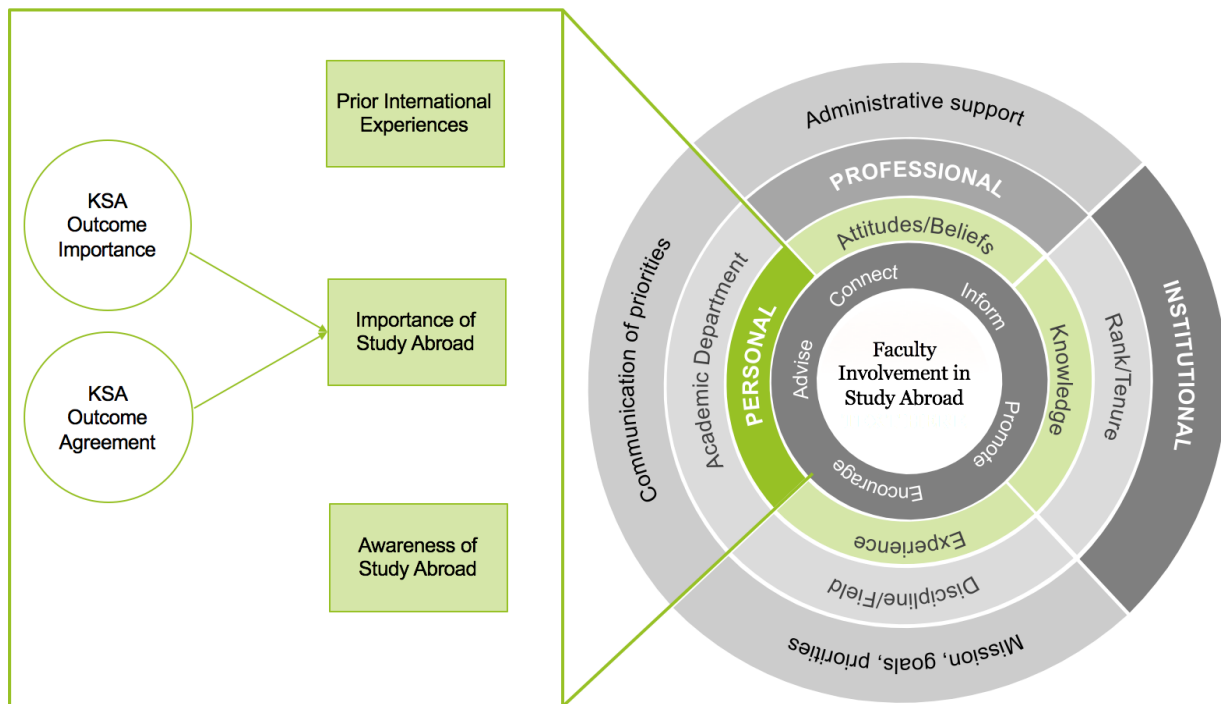 Prior International
Experiences
KSA
Outcome
Importance
Importance of
Study Abroad
KSA
Outcome
Agreement
Awareness of
Study Abroad
Administrative support
PROFESSIONAL
Attitudes/Beliefs
Communication of priorities
Academic Department
PERSONAL
Connect
Inform
Advise
Promote
Encourage
Faculty
Involvement in
Study Abroad
Knowledge
Rank/Tenure
INSTITUTIONAL
Experience
Discipline/Field
Mission, goals, priorities